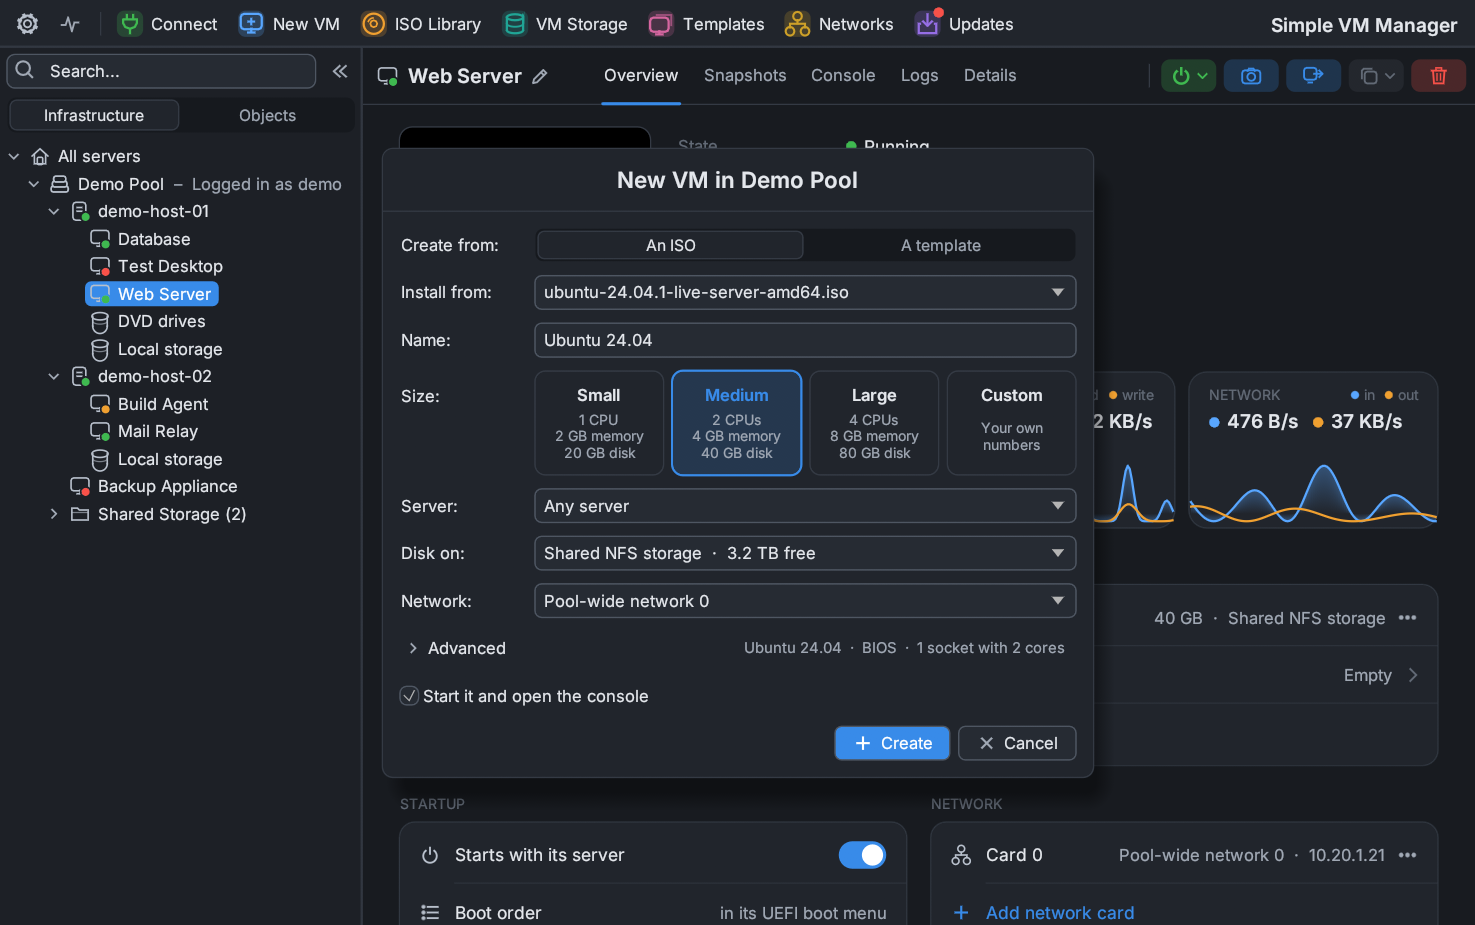 Connect
New VM
ISO Library
VM Storage
Templates
Networks
Updates
Simple VM Manager
Search...
Infrastructure
Objects
All servers
Demo Pool – Logged in as demo
demo-host-01
Database
Test Desktop
Web Server
DVD drives
Local storage
demo-host-02
Build Agent
Mail Relay
Local storage
Backup Appliance
Shared Storage (2)
Web Server
Overview
Snapshots
Console
Logs
Details
State
Running
New VM in Demo Pool
Create from:
An ISO
A template
Install from:
ubuntu-24.04.1-live-server-amd64.iso
Name:
Ubuntu 24.04
Size:
Small
1 CPU
2 GB memory
20 GB disk
Medium
2 CPUs
4 GB memory
40 GB disk
Large
4 CPUs
8 GB memory
80 GB disk
Custom
Your own
numbers
Server:
Any server
Disk on:
Shared NFS storage · 3.2 TB free
Network:
Pool-wide network 0
Advanced
Ubuntu 24.04 · BIOS · 1 socket with 2 cores
Start it and open the console
Create
Cancel
write
2 KB/s
NETWORK
in
out
476 B/s
37 KB/s
40 GB · Shared NFS storage
Empty
STARTUP
Starts with its server
Boot order
in its UEFI boot menu
NETWORK
Card 0
Pool-wide network 0 · 10.20.1.21
Add network card